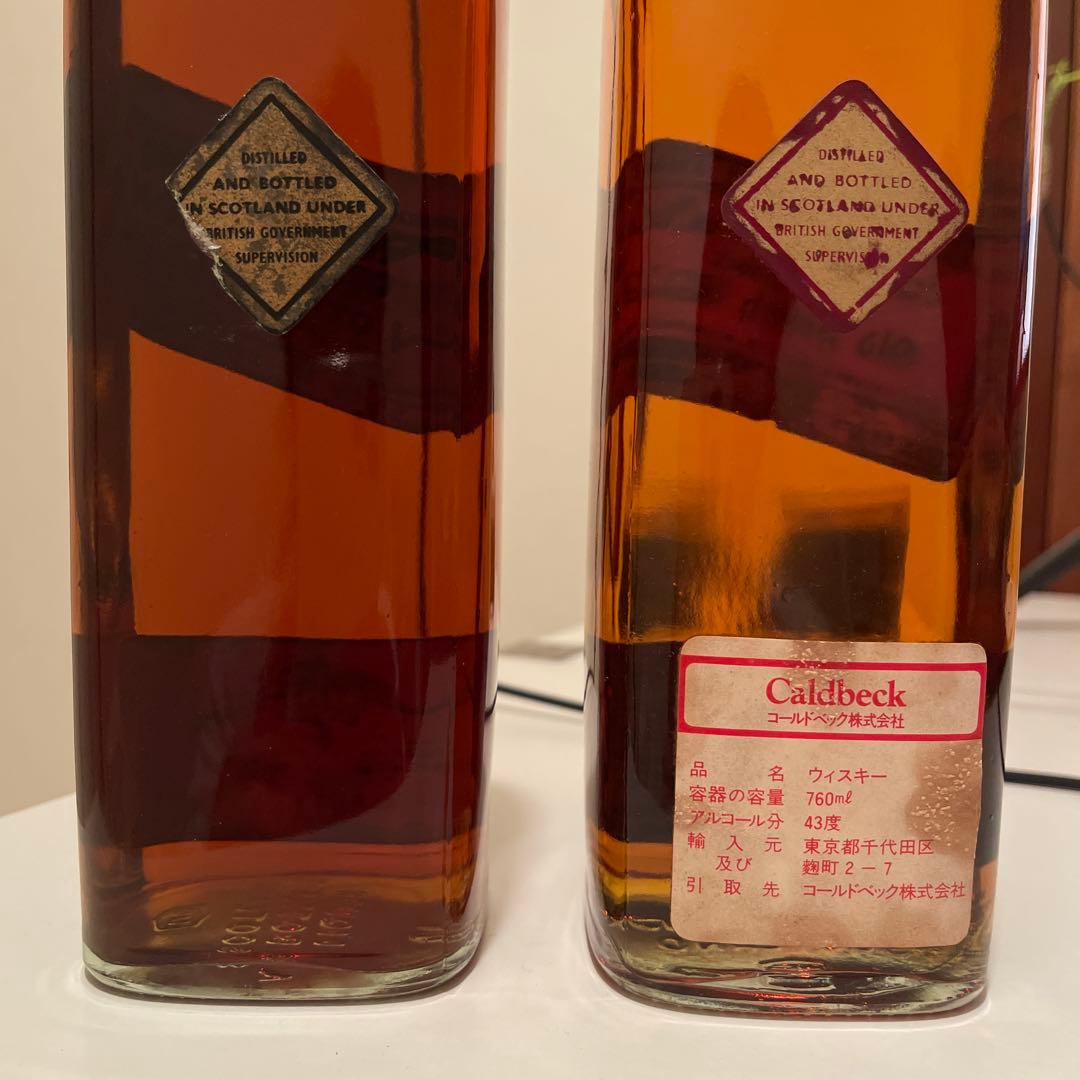 DISTILLED
AND BOTTLED
IN SCOTLAND UNDER
BRITISH GOVERNMENT
SUPERVISION
DISTILLED
AND BOTTLED
IN SCOTLAND UNDER
BRITISH GOVERNMENT
SUPERVISION
Caldbeck
コールドベック株式会社
品名 ウィスキー
容器の容量 760mℓ
アルコール分 43度
輸入元 東京都千代田区
及び 麹町2-7
引取先 コールドベック株式会社